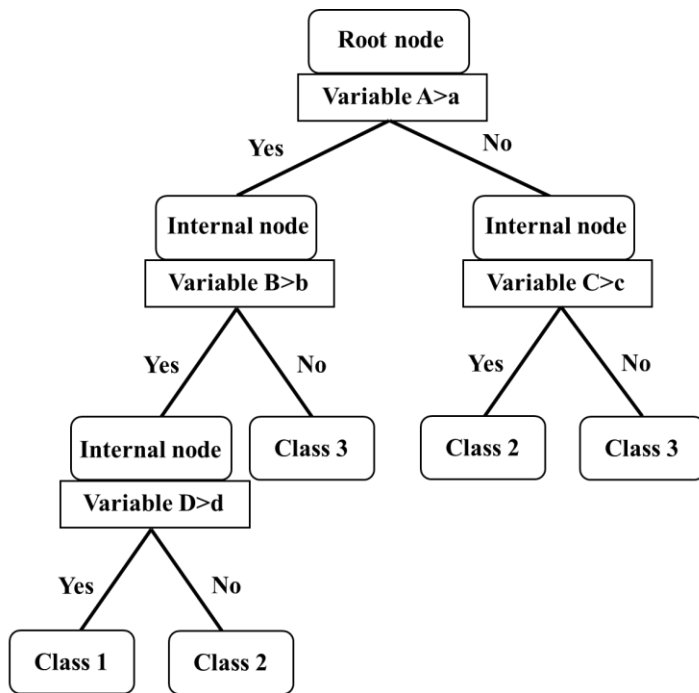 Root node
Variable A>a
Yes
No
Internal node
Internal node
Variable B>b
Variable C>c
Yes
No
Yes
No
Internal node
Class 3
Class 2
Class 3
Variable D>d
Yes
No
Class 1
Class 2